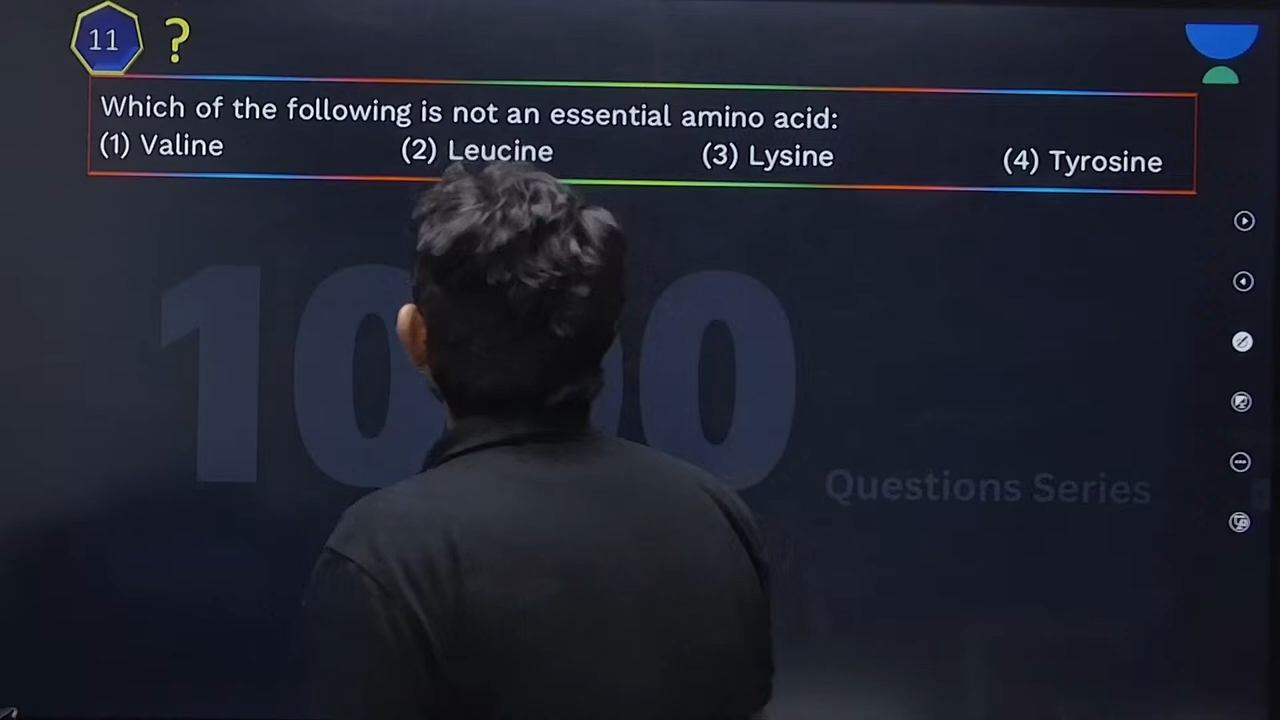 11 ?
Which of the following is not an essential amino acid:
(1) Valine (2) Leucine (3) Lysine (4) Tyrosine
Questions Series